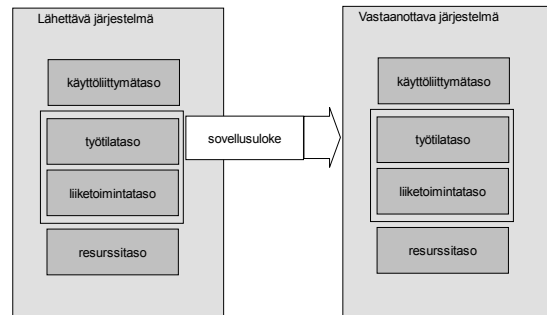 Lähettävä järjestelmä
käyttöliittymätaso
työtilataso
liiketoimintataso
resurssitaso
sovellusuloke
Vastaanottava järjestelmä
käyttöliittymätaso
työtilataso
liiketoimintataso
resurssitaso